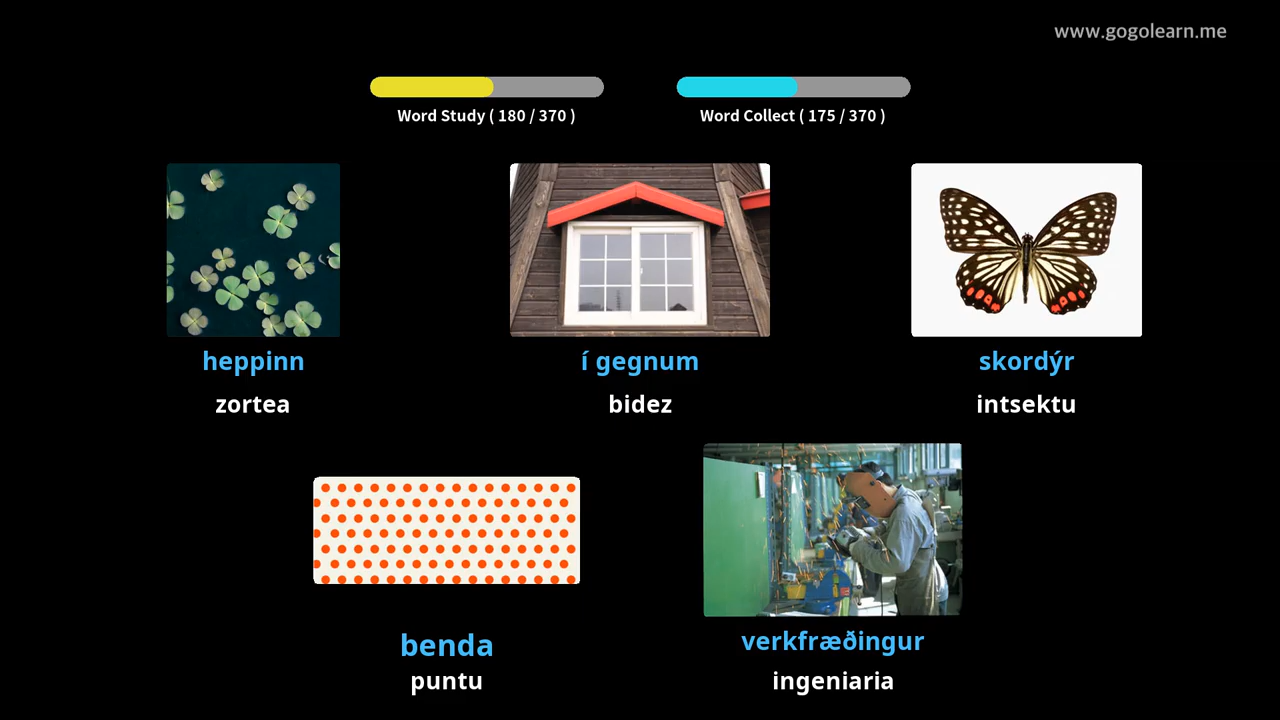 www.gogolearn.me
Word Study ( 180 / 370 )
Word Collect ( 175 / 370 )
heppinn
í gegnum
skordýr
zortea
bidez
intsektu
benda
verkfræðingur
puntu
ingeniaria